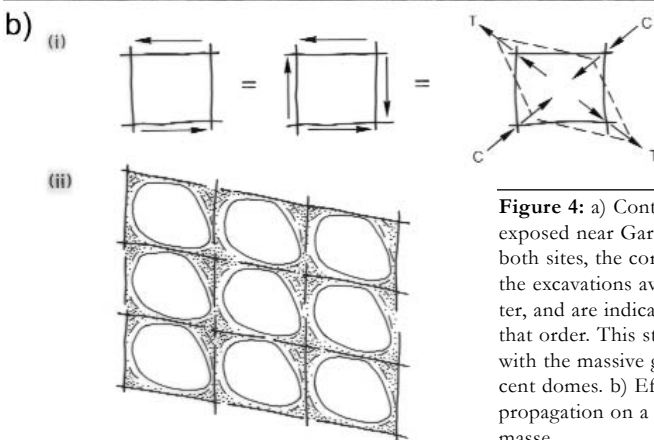 b)
(i)
= =
T
C
C
T
(ii)
Figure 4: a) Cont
exposed near Gar
both sites, the cor
the excavations av
ter, and are indica
that order. This st
with the massive g
cent domes. b) Ef
propagation on a
masse